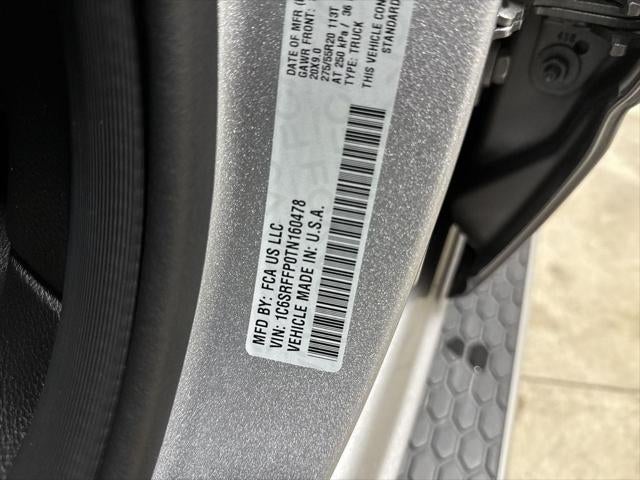 MFD BY: FCA US LLC
DATE OF MFR
VIN: 1C6SRFFP0TN160478
GAWR FRONT:
VEHICLE MADE IN: U.S.A.
20X9.0
275/55R20 113T
AT 250 kPa / 36
TYPE: TRUCK
THIS VEHICLE CON
STANDARD